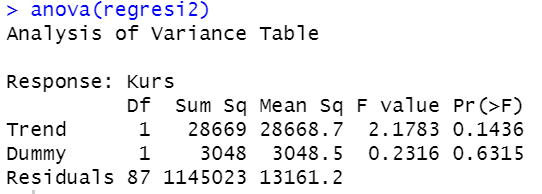 > anova(regresi2)
Analysis of Variance Table
Response: Kurs
Df Sum Sq Mean Sq F value Pr(>F)
Trend 1 28669 28668.7 2.1783 0.1436
Dummy 1 3048 3048.5 0.2316 0.6315
Residuals 87 1145023 13161.2